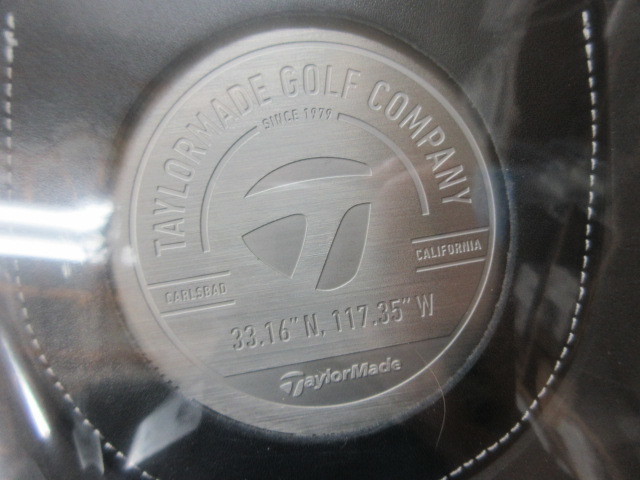 TAYLORMADE GOLF COMPANY
SINCE 1979
CARLSBAD
CALIFORNIA
33.16" N, 117.35" W
TaylorMade